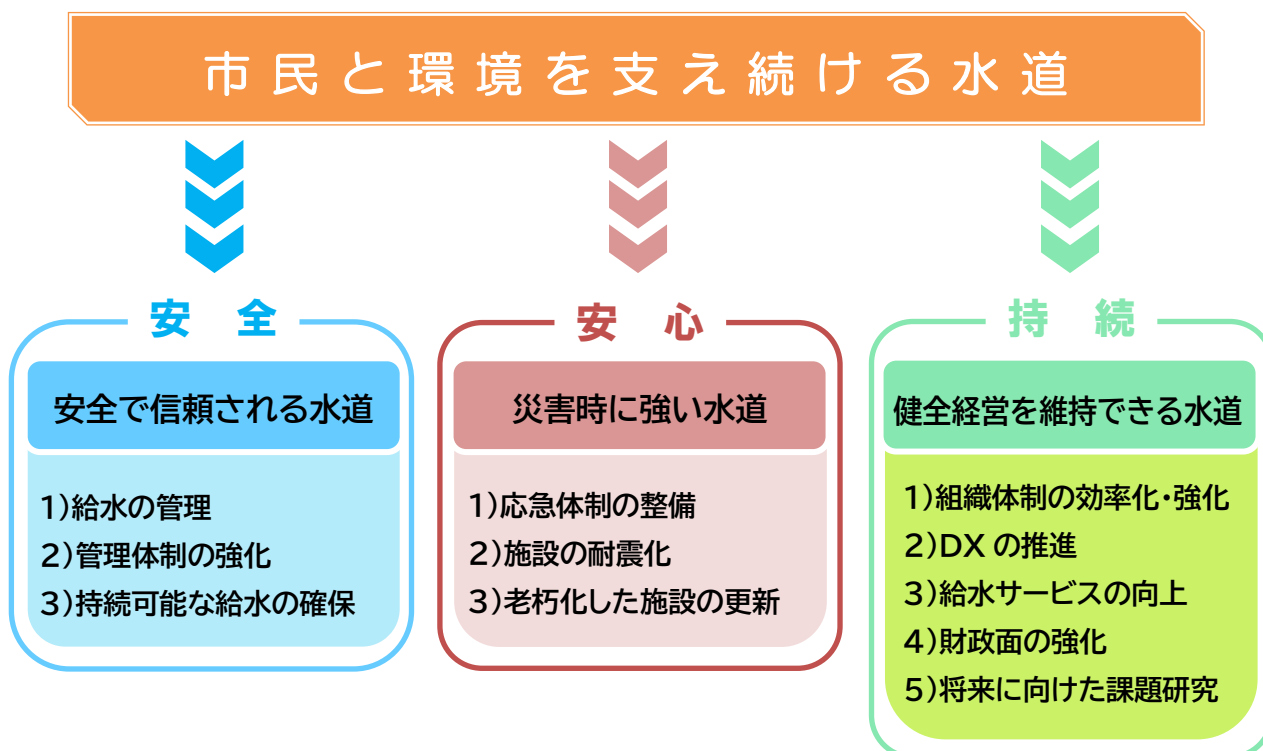 市民と環境を支え続ける水道
安 全
安全で信頼される水道
1)給水の管理
2)管理体制の強化
3)持続可能な給水の確保
安 心
災害時に強い水道
1)応急体制の整備
2)施設の耐震化
3)老朽化した施設の更新
持 続
健全経営を維持できる水道
1)組織体制の効率化・強化
2)DX の推進
3)給水サービスの向上
4)財政面の強化
5)将来に向けた課題研究